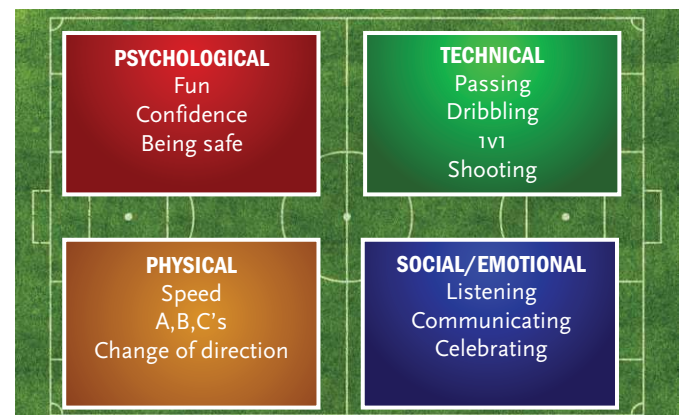 PSYCHOLOGICAL
Fun
Confidence
Being safe
TECHNICAL
Passing
Dribbling
1v1
Shooting
PHYSICAL
Speed
A,B,C's
Change of direction
SOCIAL/EMOTIONAL
Listening
Communicating
Celebrating